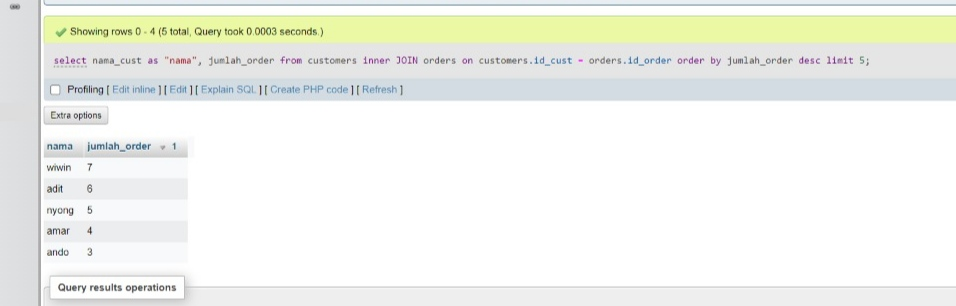 Showing rows 0 - 4 (5 total, Query took 0.0003 seconds.)
select nama_cust as "nama", jumlah_order from customers inner JOIN orders on customers.id_cust = orders.id_order order by jumlah_order desc limit 5;
Profiling [ Edit inline ] [ Edit ] [ Explain SQL ] [ Create PHP code ] [ Refresh ]
Extra options
nama jumlah_order 1
wiwin 7
adit 6
nyong 5
amar 4
ando 3
Query results operations